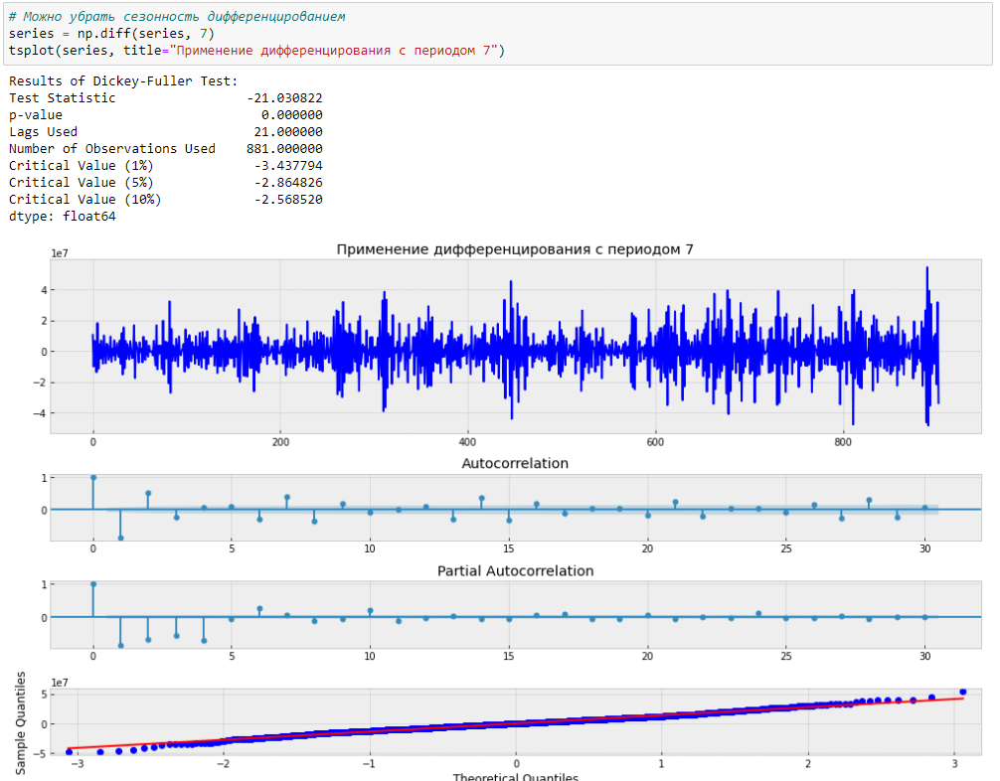 # Можно убрать сезонность дифференцированием
series = np.diff(series, 7)
tsplot(series, title="Применение дифференцирования с периодом 7")
Results of Dickey-Fuller Test:
Test Statistic -21.030822
p-value 0.000000
Lags Used 21.000000
Number of Observations Used 881.000000
Critical Value (1%) -3.437794
Critical Value (5%) -2.864826
Critical Value (10%) -2.568520
dtype: float64
Применение дифференцирования с периодом 7
1e7
4
2
0
−2
−4
0 200 400 600 800
Autocorrelation
1
0
0 5 10 15 20 25 30
Partial Autocorrelation
1
0
0 5 10 15 20 25 30
1e7
Sample Quantiles
5
0
−5
−3 −2 −1 0 1 2 3
Theoretical Quantiles